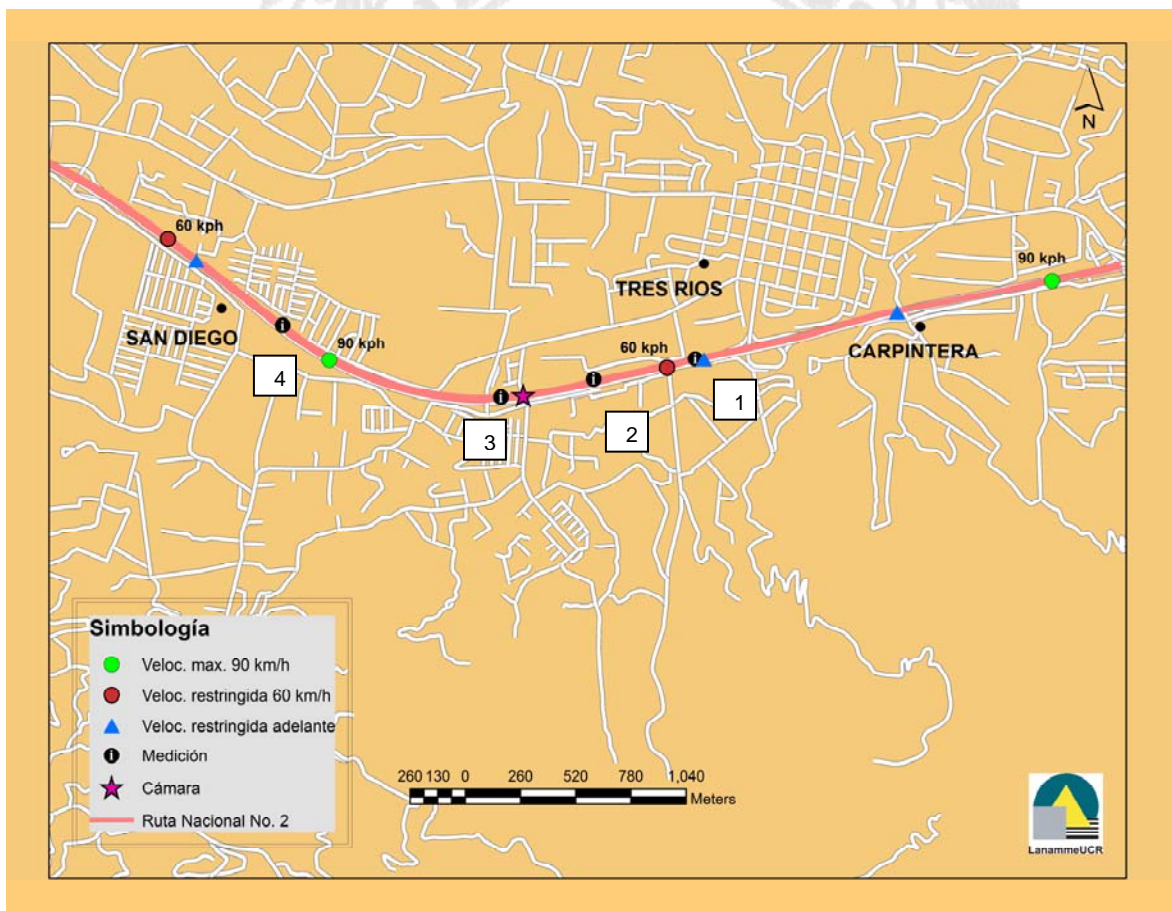 N
60 kph
90 kph
TRES RIOS
SAN DIEGO
90 kph
60 kph
CARPINTERA
4
3
2
1
Simbología
Veloc. max. 90 km/h
Veloc. restringida 60 km/h
Veloc. restringida adelante
Medición
Cámara
Ruta Nacional No. 2
260 130 0 260 520 780 1,040
Meters
LanammeUCR